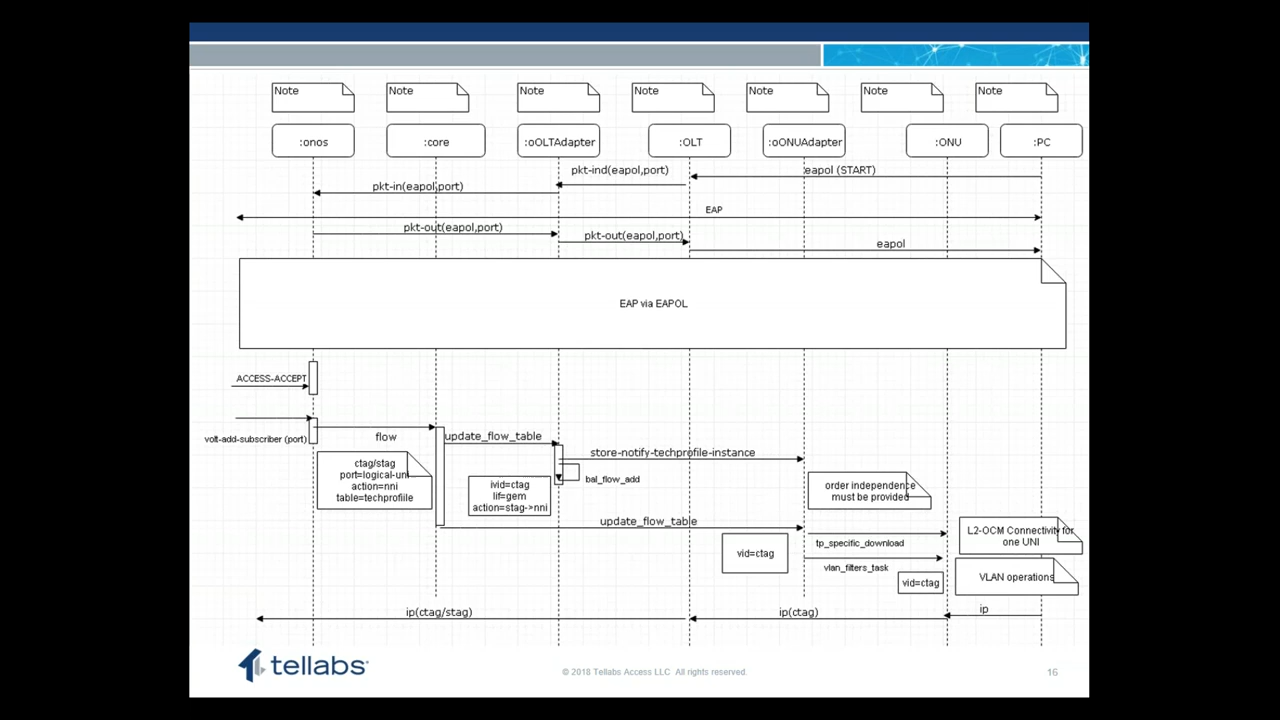 Note
Note
Note
Note
Note
Note
Note
:onos
:core
:oOLTAdapter
:OLT
:oONUAdapter
:ONU
:PC
pkt-ind(eapol,port)
eapol (START)
pkt-in(eapol,port)
EAP
pkt-out(eapol,port)
pkt-out(eapol,port)
eapol
EAP via EAPOL
ACCESS-ACCEPT
volt-add-subscriber (port)
flow
update_flow_table
store-notify-techprofile-instance
ctag/stag
port=logical-uni
action=nni
table=techprofiile
ivid=ctag
lif=gem
action=stag->nni
bal_flow_add
order independence
must be provided
update_flow_table
L2-OCM Connectivity for
one UNI
tp_specific_download
vid=ctag
vlan_filters_task
VLAN operations
vid=ctag
ip(ctag/stag)
ip(ctag)
ip
tellabs
© 2018 Tellabs Access LLC All rights reserved.
16